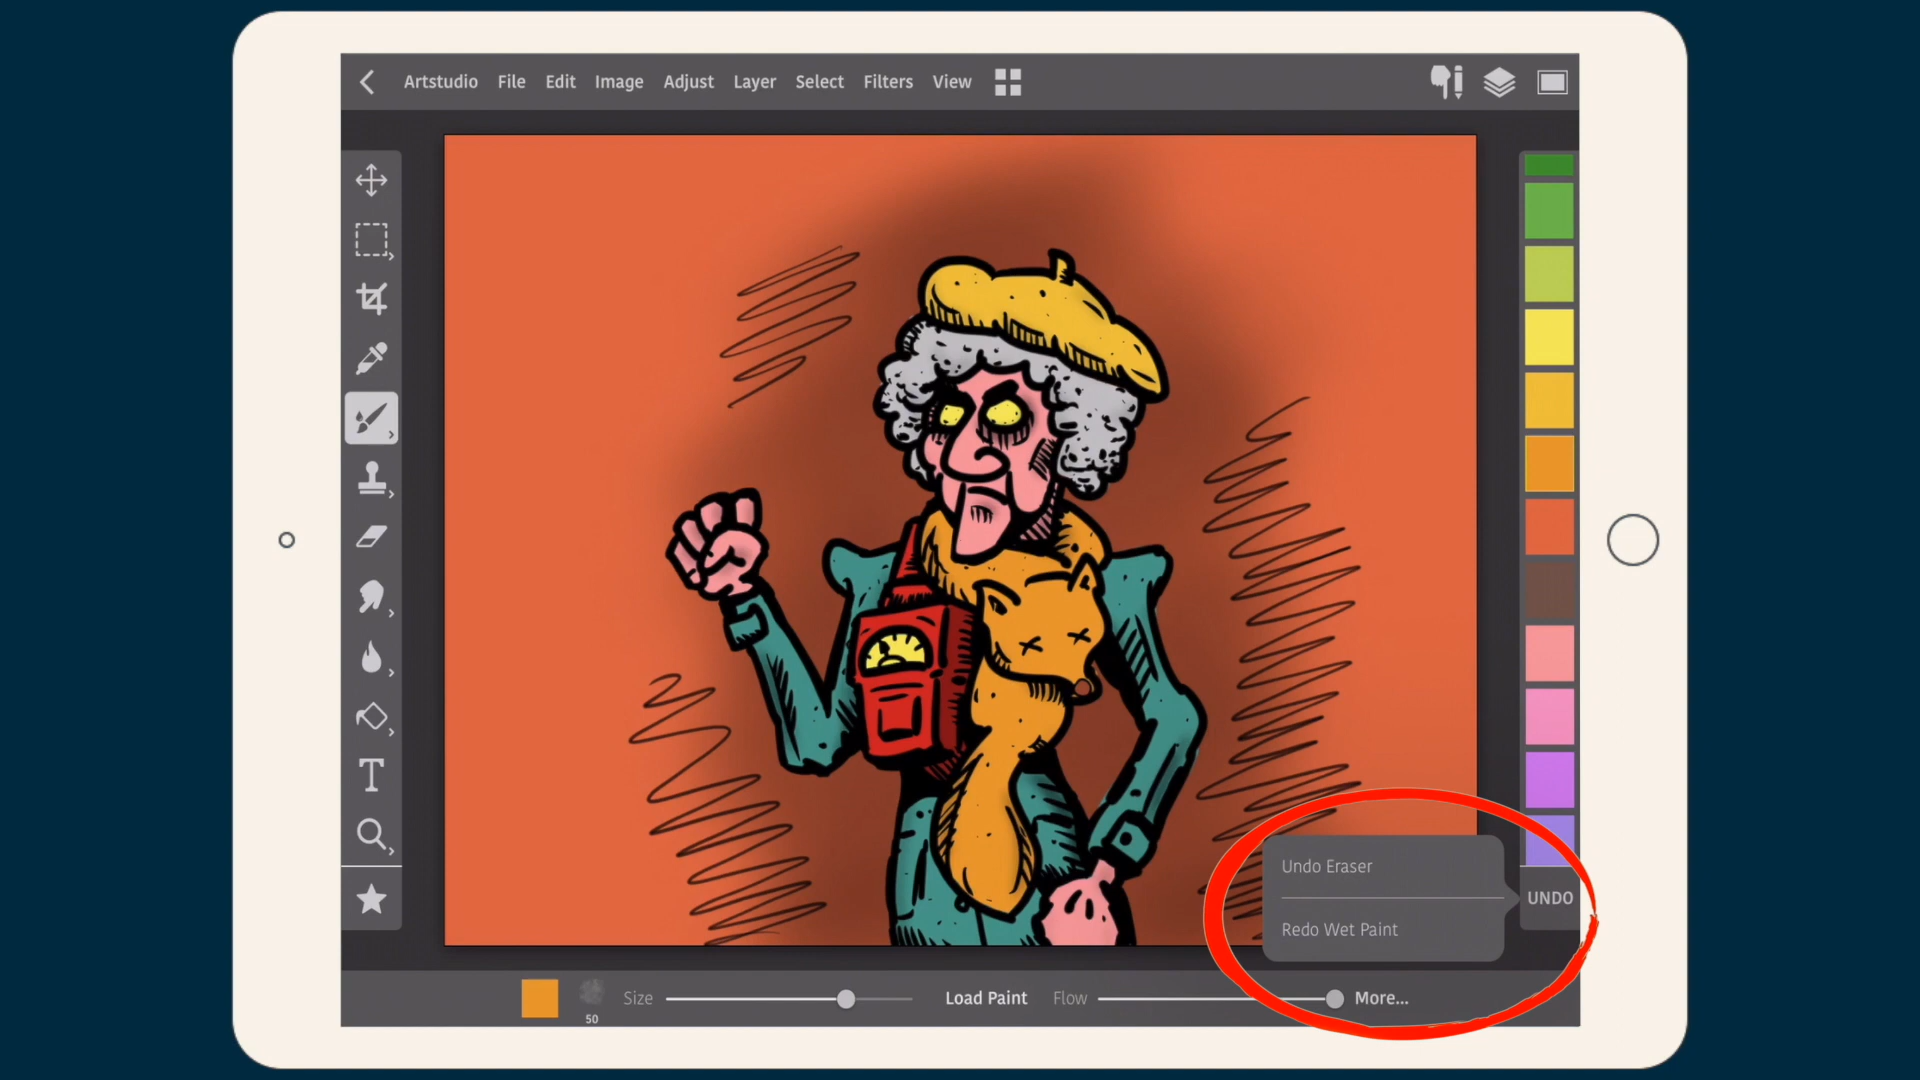 Artstudio File Edit Image Adjust Layer Select Filters View
T
Undo Eraser
UNDO
Redo Wet Paint
50 Size Load Paint Flow More...